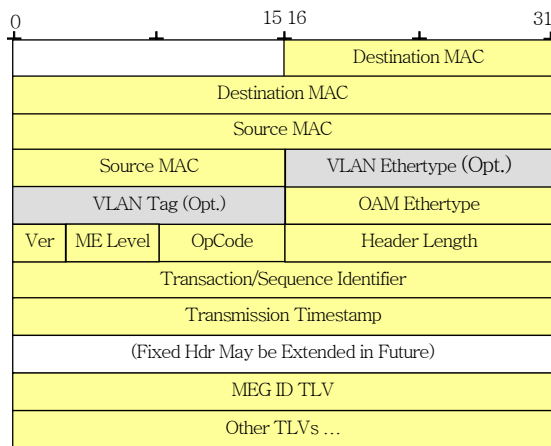 0 15 16 31
Destination MAC
Destination MAC
Source MAC
Source MAC VLAN Ethertype (Opt.)
VLAN Tag (Opt.) OAM Ethertype
Ver ME Level OpCode Header Length
Transaction/Sequence Identifier
Transmission Timestamp
(Fixed Hdr May be Extended in Future)
MEG ID TLV
Other TLVs …